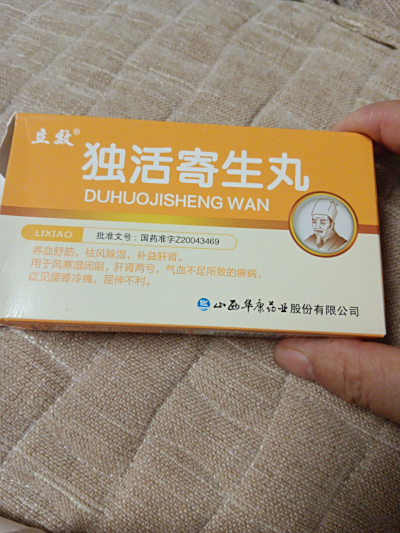 立效®
独活寄生丸
DUHUOJISHENG WAN
LIXIAO 批准文号：国药准字Z20043469
养血舒筋，祛风除湿，补益肝肾。
用于风寒湿闭阻，肝肾两亏，气血不足所致的痹病，
症见腰膝冷痛，屈伸不利。
山西华康药业股份有限公司